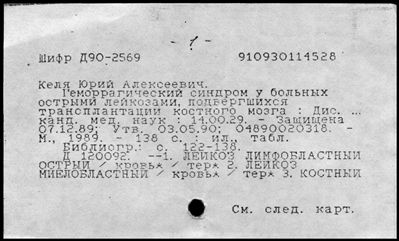 - 1 -
Шифр Д90-2569 910930114528
Келя Юрий Алексеевич.
Геморрагический синдром у больных
острыми лейкозами, подвергшихся
трансплантации костного мозга : Дис. ...
канд. мед. наук : 14.00.29. - Защищена
07.12.89; Утв. 03.05.90; 04890020318. -
М., 1989. - 138 с. : ил., табл.
Библиогр.: с. 122-138.
Д 120092. --1. ЛЕЙКОЗ ЛИМФОБЛАСТНЫЙ
ОСТРЫЙ / кровь* / тер* 2. ЛЕЙКОЗ
МИЕЛОБЛАСТНЫЙ / кровь* / тер* 3. КОСТНЫЙ
См. след. карт.